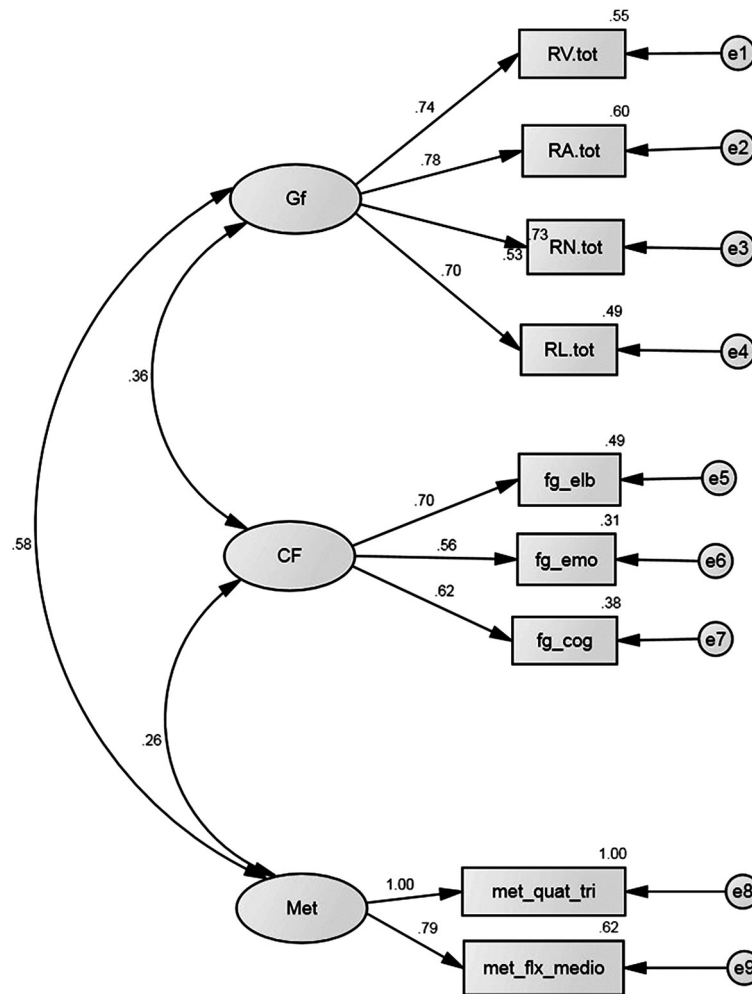 .55
RV.tot
e1
.74
.60
RA.tot
e2
.78
Gf
.73
RN.tot
e3
.53
.70
.49
RL.tot
e4
.36
.49
fg_elb
e5
.70
.31
.58
CF
.56
fg_emo
e6
.62
.38
fg_cog
e7
.26
1.00
Met
1.00
met_quat_tri
e8
.79
.62
met_flx_medio
e9